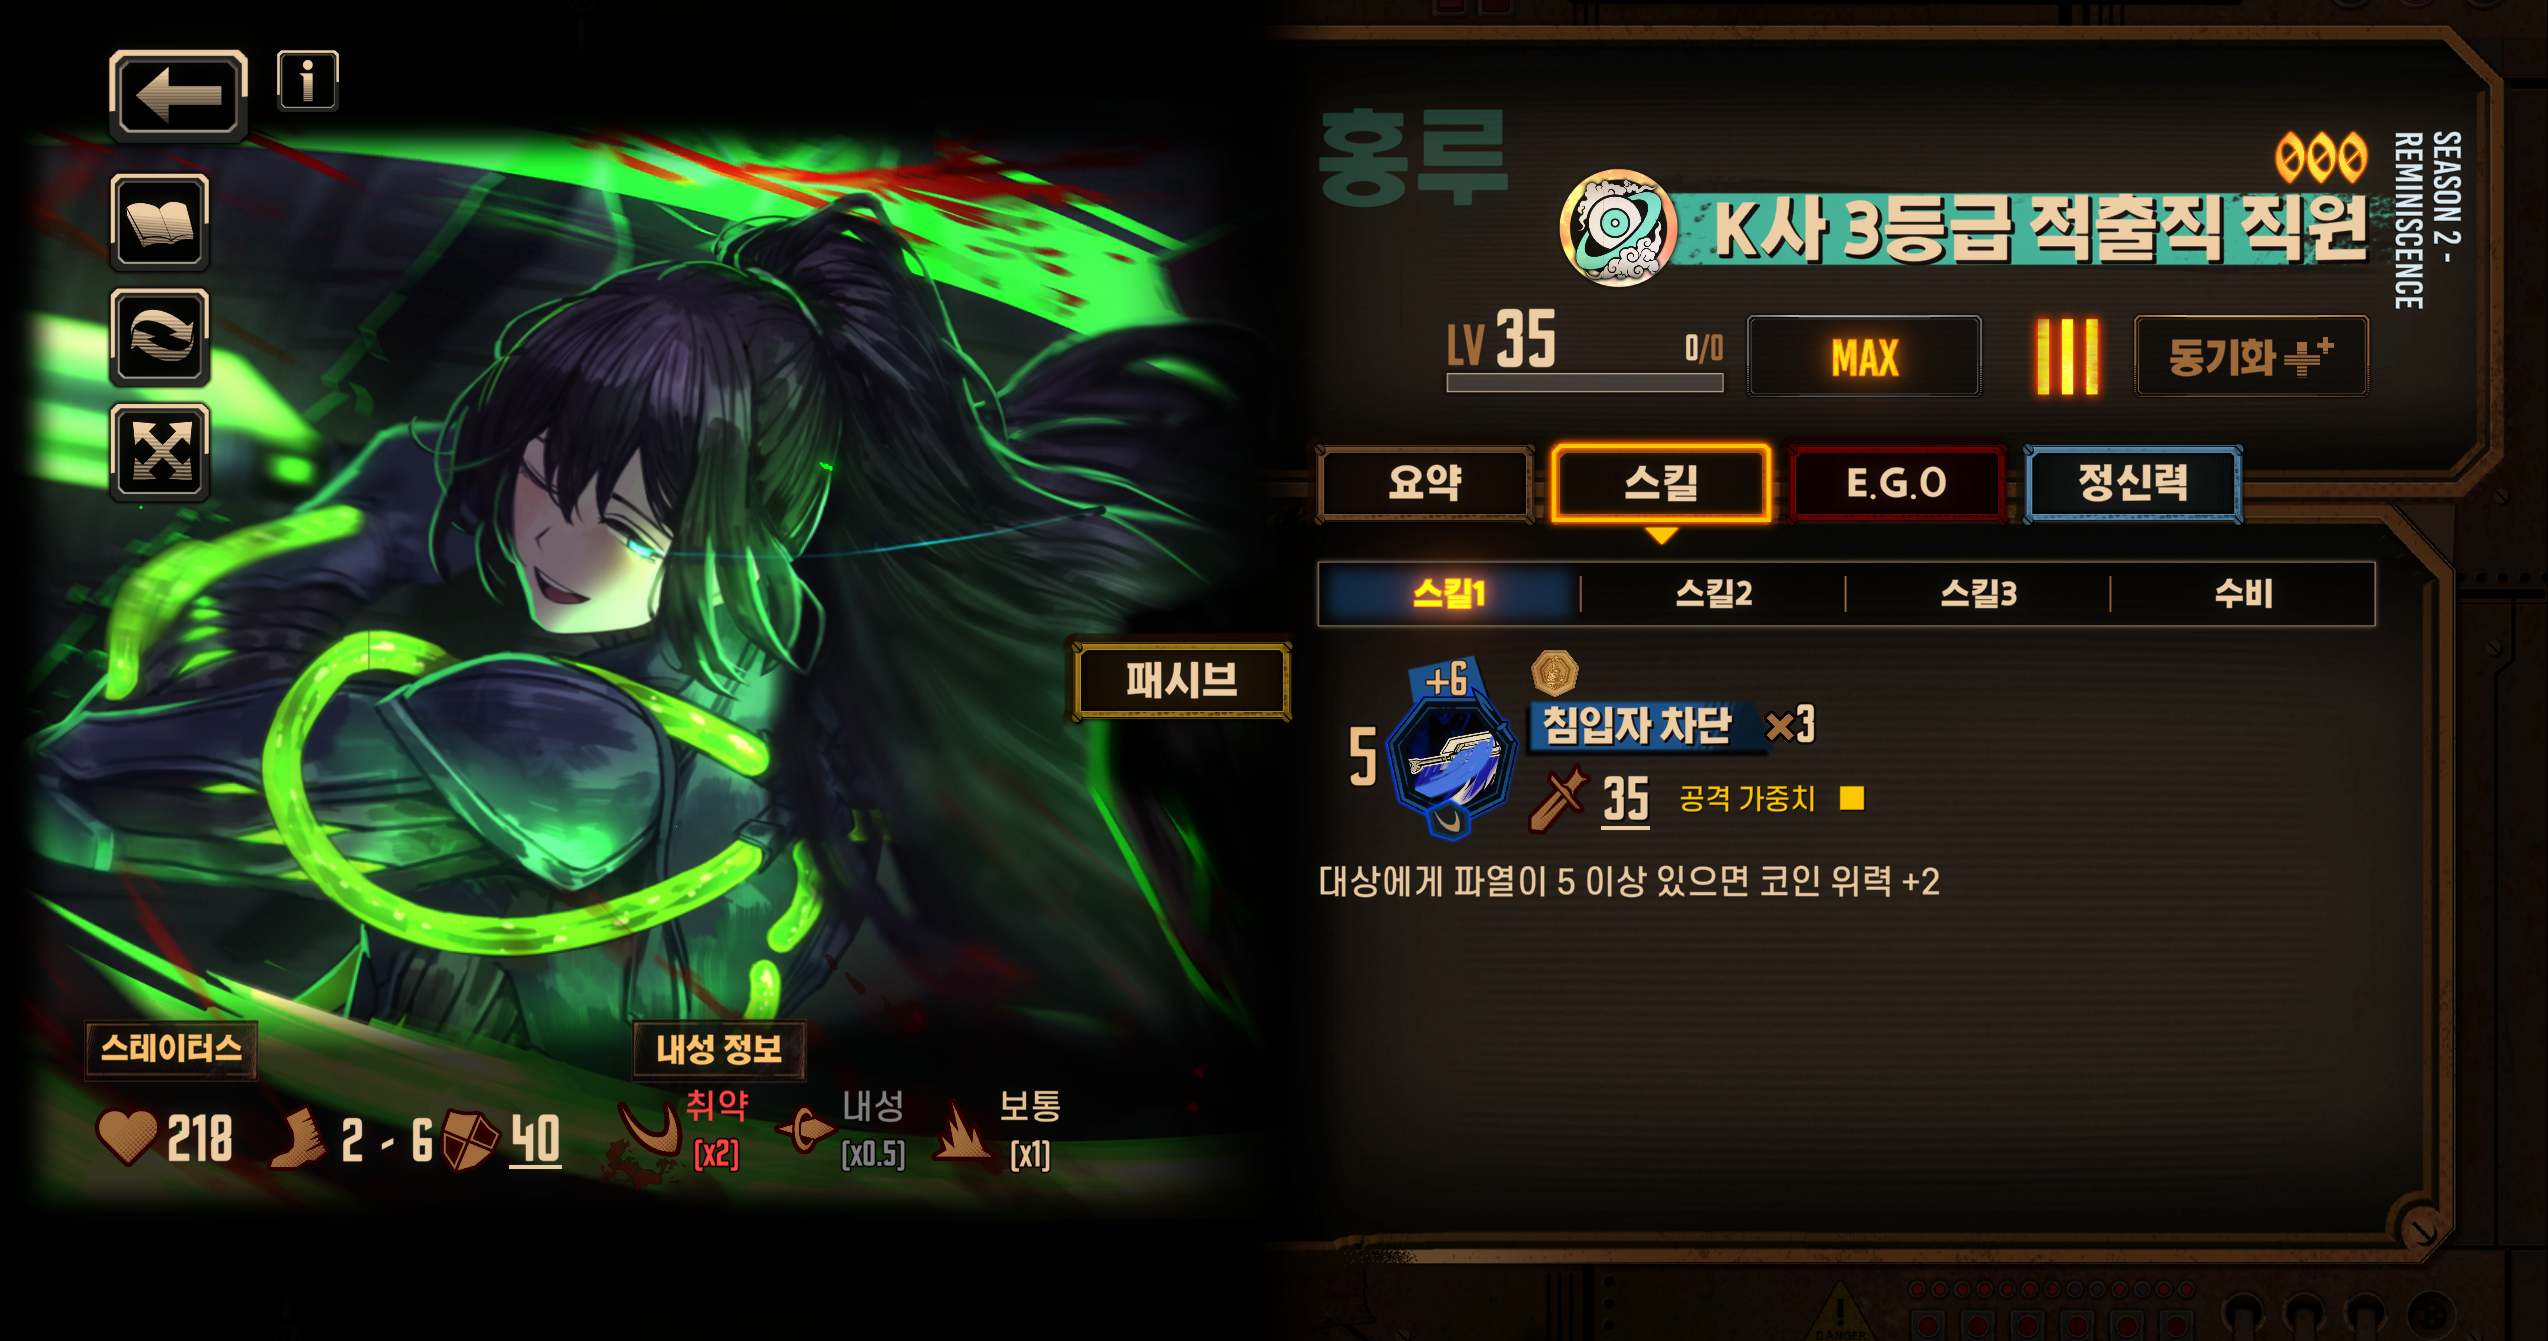 홍루
K사 3등급 적출직 직원
SEASON 2 -
REMINISCENCE
LV 35
0/0
MAX
동기화
요약
스킬
E.G.O
정신력
스킬1
스킬2
스킬3
수비
패시브
+6
5
침입자 차단
×3
35
공격 가중치
대상에게 파열이 5 이상 있으면 코인 위력 +2
스테이터스
218
2 - 6
40
내성 정보
취약
[x2]
내성
[x0.5]
보통
[x1]
DANGER